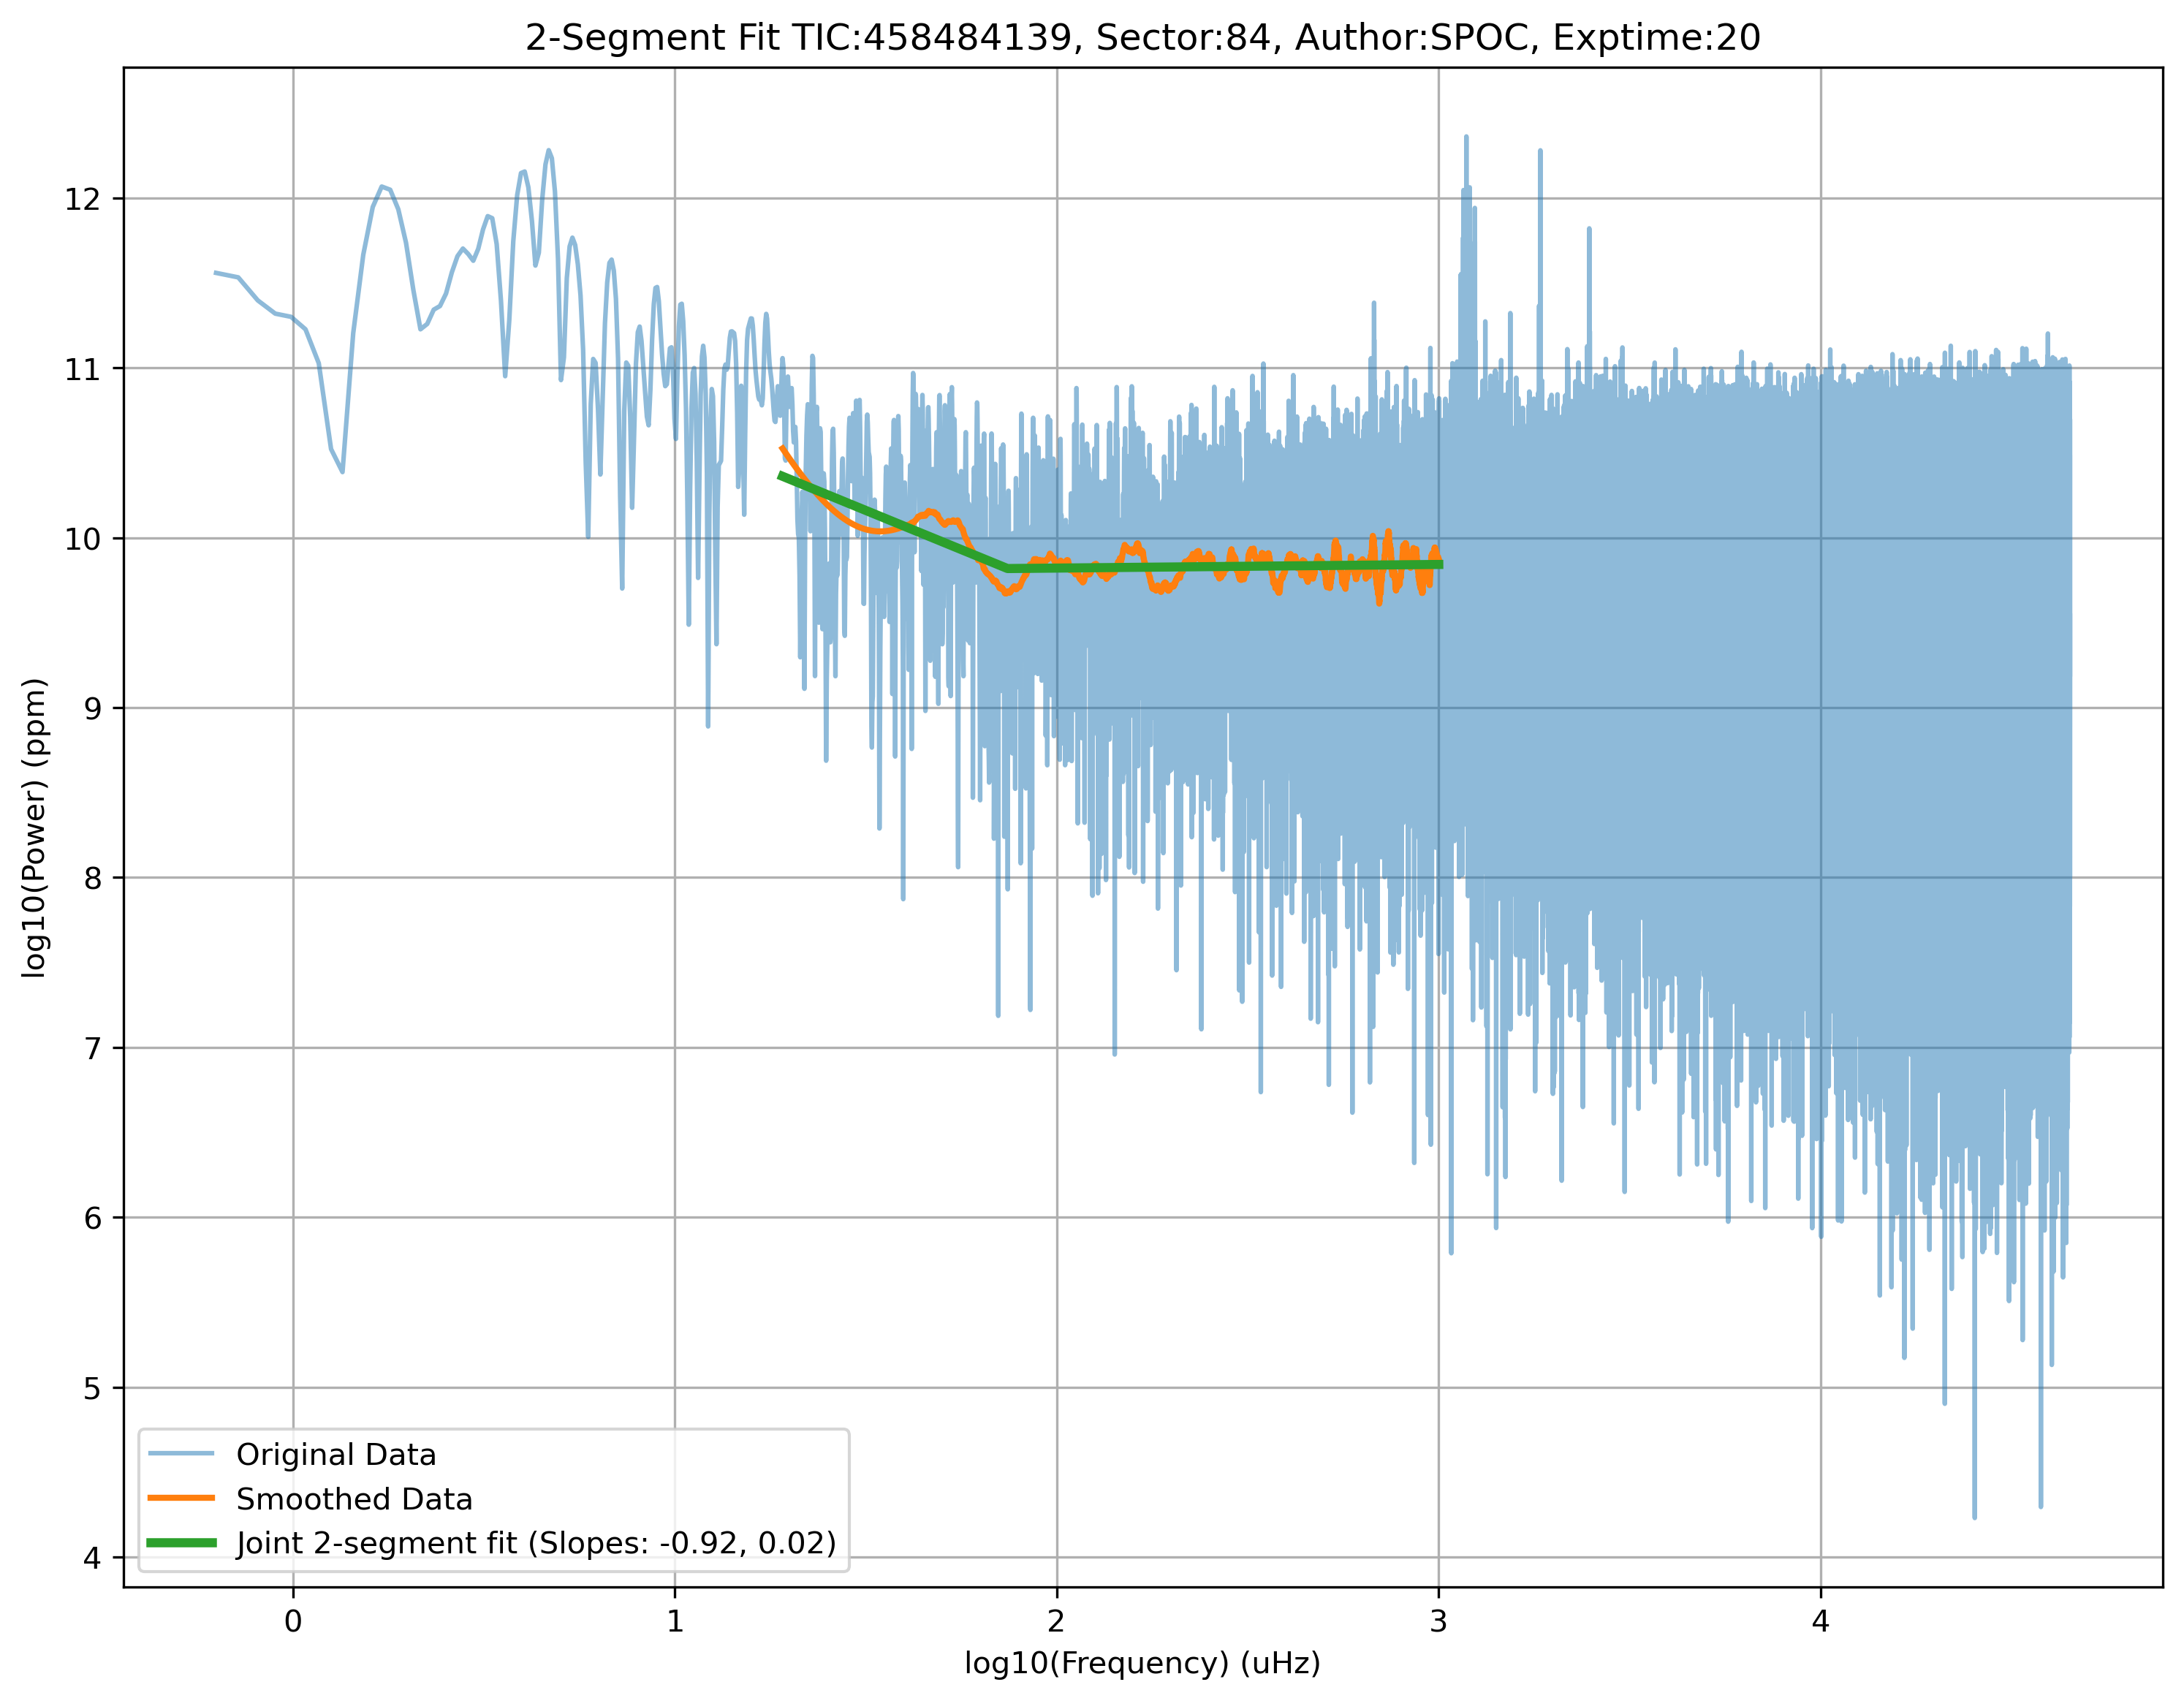 2-Segment Fit TIC:458484139, Sector:84, Author:SPOC, Exptime:20
log10(Power) (ppm)
12
11
10
9
8
7
6
5
4
Original Data
Smoothed Data
Joint 2-segment fit (Slopes: -0.92, 0.02)
0
1
2
3
4
log10(Frequency) (uHz)